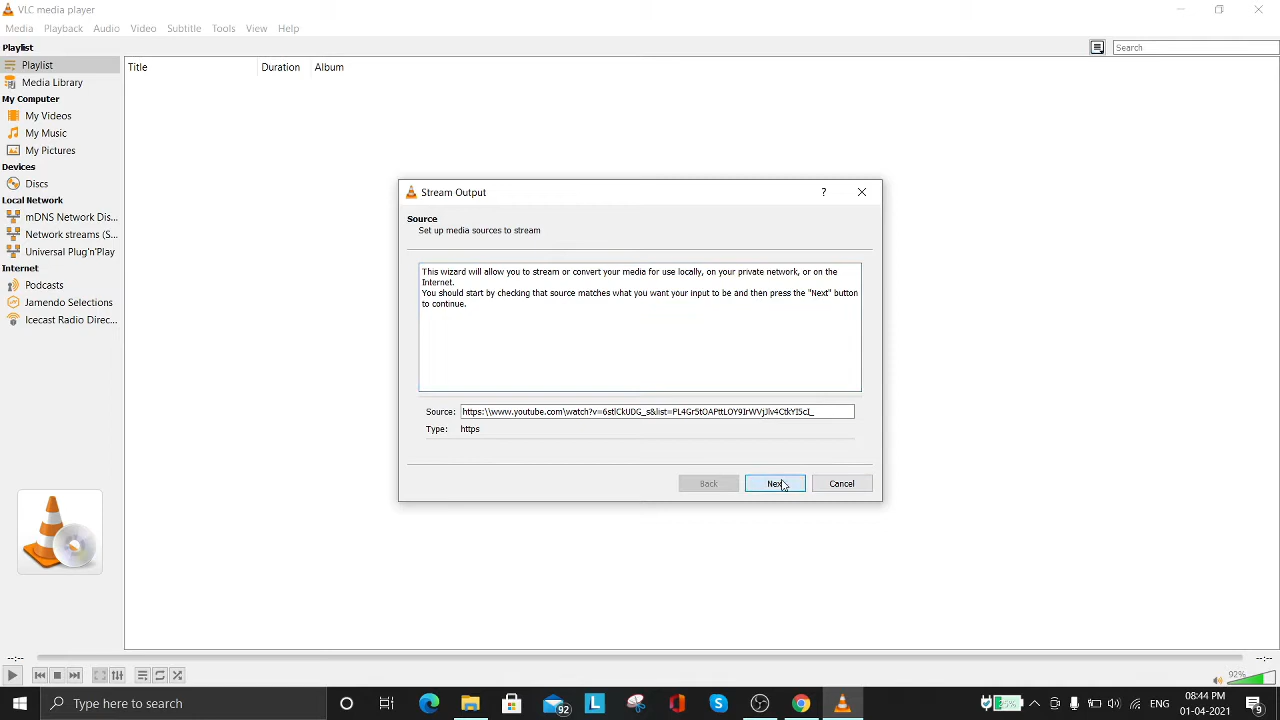 VLC media player
Media Playback Audio Video Subtitle Tools View Help
Playlist
Search
Playlist
Media Library
My Computer
My Videos
My Music
My Pictures
Devices
Discs
Local Network
mDNS Network Dis...
Network streams (S...
Universal Plug'n'Play
Internet
Podcasts
Jamendo Selections
Icecast Radio Direc...
Title Duration Album
Stream Output
?
Source
Set up media sources to stream
This wizard will allow you to stream or convert your media for use locally, on your private network, or on the
Internet.
You should start by checking that source matches what you want your input to be and then press the "Next" button
to continue.
Source:
Type: https
Back Next Cancel
--:-- --:--
92%
Type here to search
92
L
ENG
08:44 PM
01-04-2021